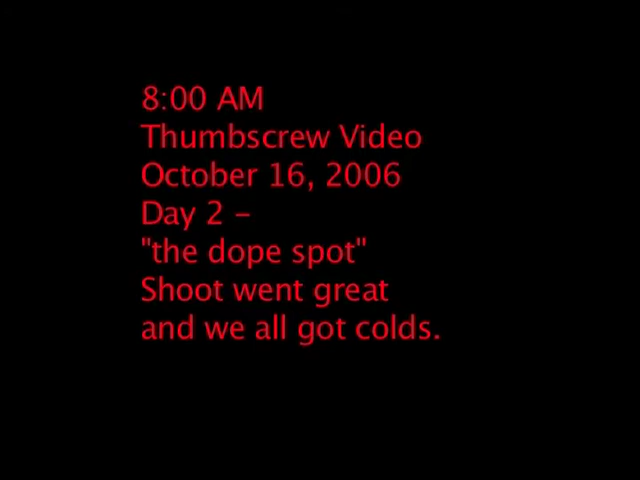 8:00 AM
Thumbscrew Video
October 16, 2006
Day 2 –
"the dope spot"
Shoot went great
and we all got colds.